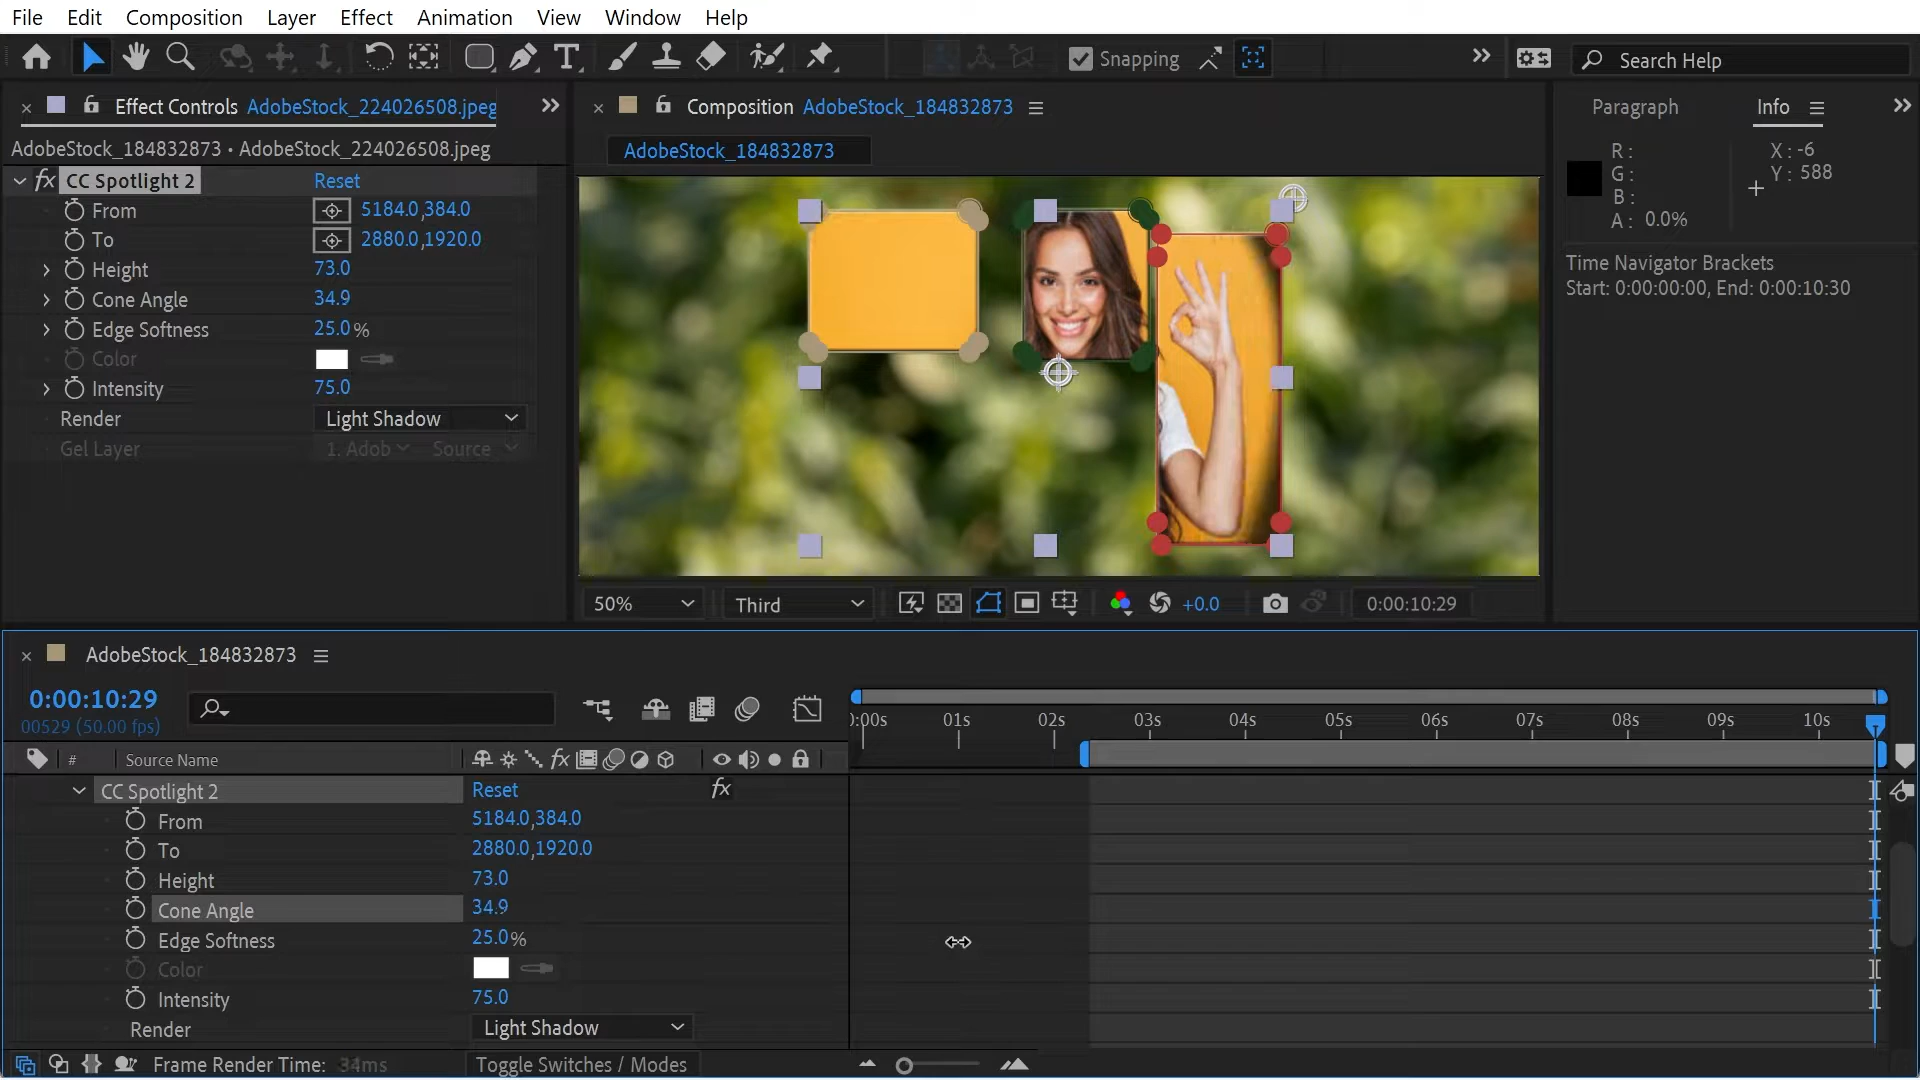 File Edit Composition Layer Effect Animation View Window Help
Snapping
Search Help
Effect Controls AdobeStock_224026508.jpeg
AdobeStock_184832873 • AdobeStock_224026508.jpeg
fx CC Spotlight 2 Reset
From 5184.0,384.0
To 2880.0,1920.0
Height 73.0
Cone Angle 34.9
Edge Softness 25.0%
Color
Intensity 75.0
Render Light Shadow
Gel Layer 1. Adob Source
Composition AdobeStock_184832873
AdobeStock_184832873
50% Third +0.0 0:00:10:29
Paragraph Info
R: X: -6
G: Y: 588
B:
A: 0.0%
Time Navigator Brackets
Start: 0:00:00:00, End: 0:00:10:30
AdobeStock_184832873
0:00:10:29
00529 (50.00 fps)
:00s 01s 02s 03s 04s 05s 06s 07s 08s 09s 10s
# Source Name fx
CC Spotlight 2 Reset fx
From 5184.0,384.0
To 2880.0,1920.0
Height 73.0
Cone Angle 34.9
Edge Softness 25.0%
Color
Intensity 75.0
Render Light Shadow
Frame Render Time: 34ms Toggle Switches / Modes